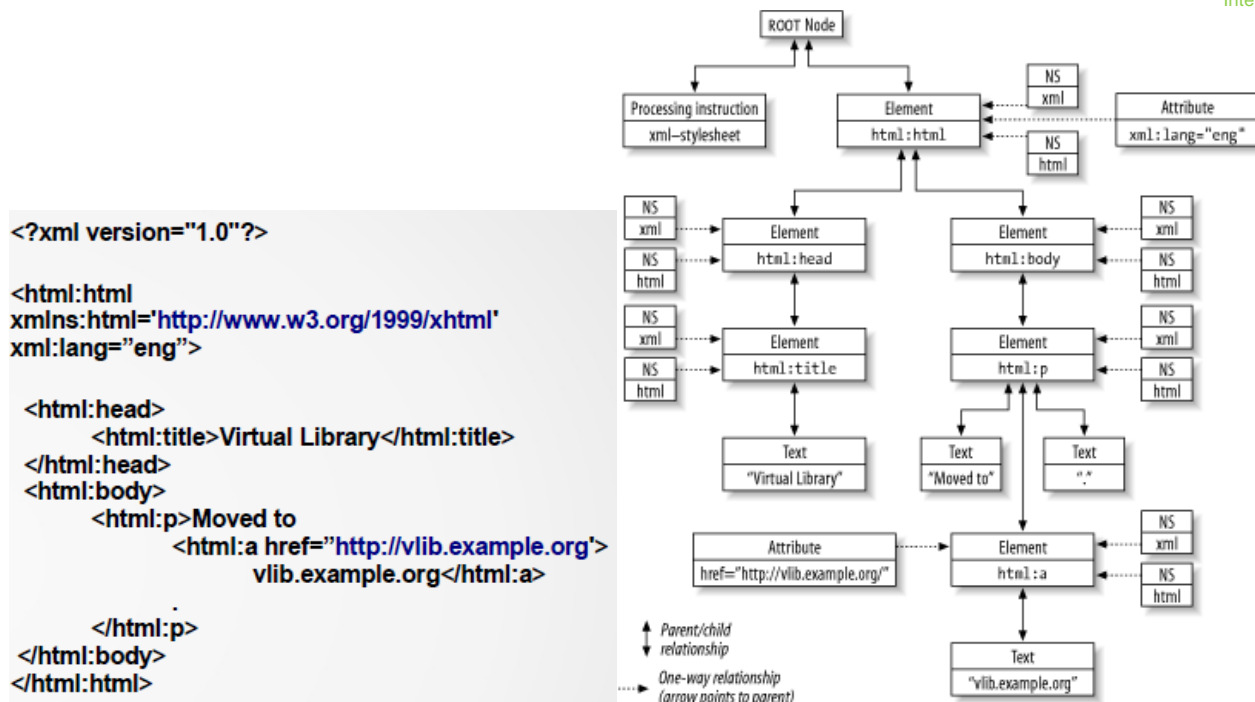 Inte
<?xml version="1.0"?>
<html:html
xmlns:html='http://www.w3.org/1999/xhtml'
xml:lang=”eng”>
<html:head>
<html:title>Virtual Library</html:title>
</html:head>
<html:body>
<html:p>Moved to
<html:a href=”http://vlib.example.org'>
vlib.example.org</html:a>
.
</html:p>
</html:body>
</html:html>
ROOT Node
Processing instruction
xml–stylesheet
Element
html:html
NS
xml
NS
html
Attribute
xml:lang="eng"
NS
xml
NS
html
Element
html:head
Element
html:body
NS
xml
NS
html
NS
xml
NS
html
Element
html:title
Element
html:p
NS
xml
NS
html
Text
“Virtual Library”
Text
“Moved to”
Text
“.”
Attribute
href=“http://vlib.example.org/”
Element
html:a
NS
xml
NS
html
Text
“vlib.example.org”
Parent/child
relationship
One-way relationship
(arrow points to parent)